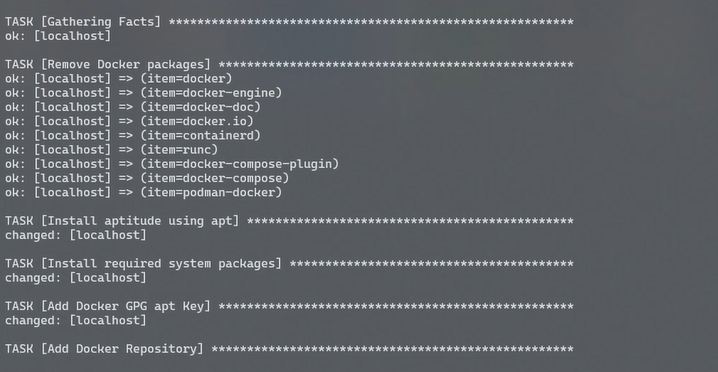 TASK [Gathering Facts] *********************************************************
ok: [localhost]
TASK [Remove Docker packages] **************************************************
ok: [localhost] => (item=docker)
ok: [localhost] => (item=docker-engine)
ok: [localhost] => (item=docker-doc)
ok: [localhost] => (item=docker.io)
ok: [localhost] => (item=containerd)
ok: [localhost] => (item=runc)
ok: [localhost] => (item=docker-compose-plugin)
ok: [localhost] => (item=docker-compose)
ok: [localhost] => (item=podman-docker)
TASK [Install aptitude using apt] **********************************************
changed: [localhost]
TASK [Install required system packages] ****************************************
changed: [localhost]
TASK [Add Docker GPG apt Key] **************************************************
changed: [localhost]
TASK [Add Docker Repository] ***************************************************